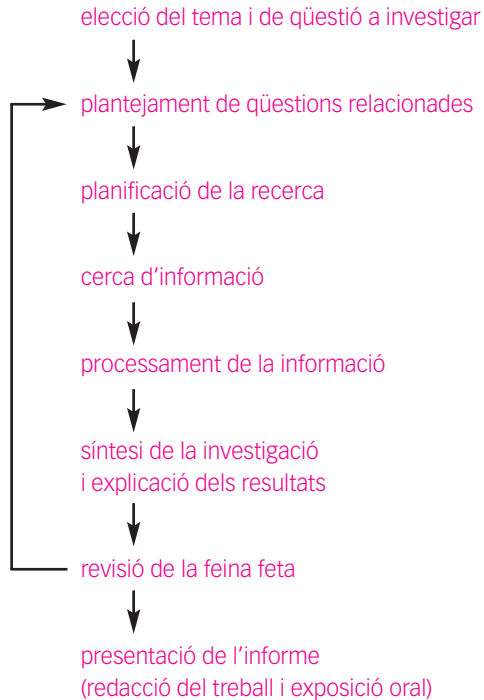 elecció del tema i de qüestió a investigar
plantejament de qüestions relacionades
planificació de la recerca
cerca d'informació
processament de la informació
síntesi de la investigació
i explicació dels resultats
revisió de la feina feta
presentació de l'informe
(redacció del treball i exposició oral)